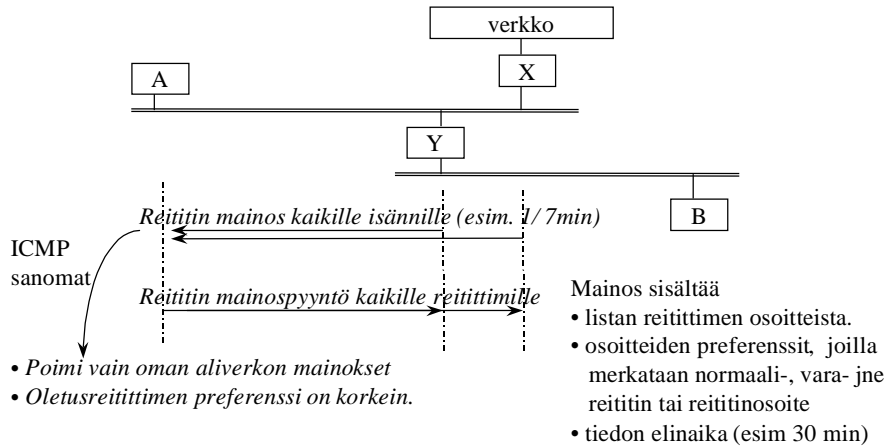 verkko
A
X
Y
B
Reititin mainos kaikille isännille (esim. 1/ 7min)
ICMP
sanomat
Reititin mainospyyntö kaikille reitittimille
• Poimi vain oman aliverkon mainokset
• Oletusreitittimen preferenssi on korkein.
Mainos sisältää
• listan reitittimen osoitteista.
• osoitteiden preferenssit, joilla
merkataan normaali-, vara- jne
reititin tai reititinosoite
• tiedon elinaika (esim 30 min)